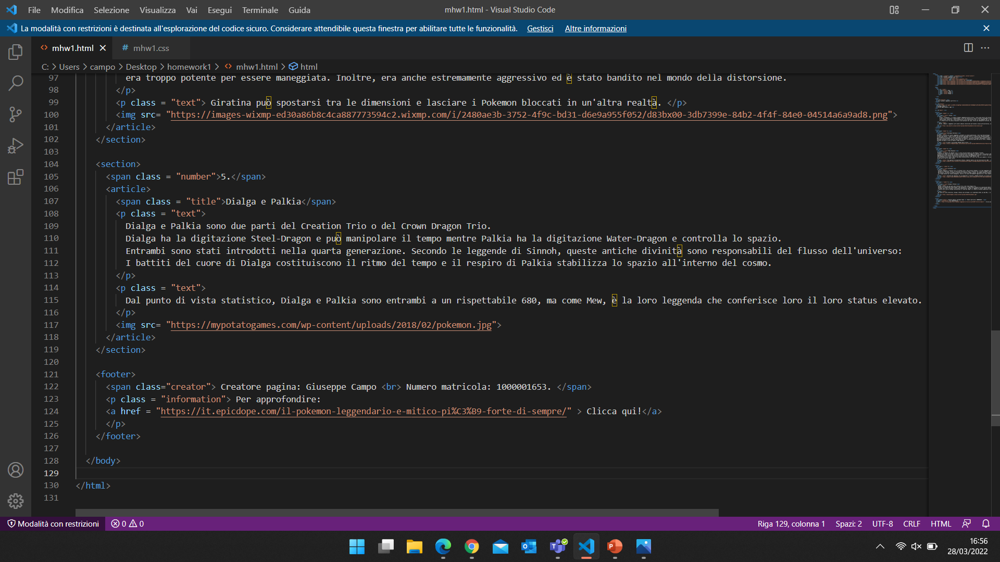 File Modifica Selezione Visualizza Vai Esegui Terminale Guida mhw1.html - Visual Studio Code
La modalità con restrizioni è destinata all'esplorazione del codice sicuro. Considerare attendibile questa finestra per abilitare tutte le funzionalità. Gestisci Altre informazioni
mhw1.html # mhw1.css
C: > Users > campo > Desktop > homework1 > mhw1.html > html
97 era troppo potente per essere maneggiata. Inoltre, era anche estremamente aggressivo ed è stato bandito nel mondo della distorsione.
98 </p>
99 <p class = "text"> Giratina può spostarsi tra le dimensioni e lasciare i Pokemon bloccati in un'altra realtà. </p>
100 <img src= "https://images-wixmp-ed30a86b8c4ca887773594c2.wixmp.com/i/2480ae3b-3752-4f9c-bd31-d6e9a955f052/d83bx00-3db7399e-84b2-4f4f-84e0-04514a6a9ad8.png">
101 </article>
102 </section>
103
104 <section>
105 <span class = "number">5.</span>
106 <article>
107 <span class = "title">Dialga e Palkia</span>
108 <p class = "text">
109 Dialga e Palkia sono due parti del Creation Trio o del Crown Dragon Trio.
110 Dialga ha la digitazione Steel-Dragon e può manipolare il tempo mentre Palkia ha la digitazione Water-Dragon e controlla lo spazio.
111 Entrambi sono stati introdotti nella quarta generazione. Secondo le leggende di Sinnoh, queste antiche divinità sono responsabili del flusso dell'universo:
112 I battiti del cuore di Dialga costituiscono il ritmo del tempo e il respiro di Palkia stabilizza lo spazio all'interno del cosmo.
113 </p>
114 <p class = "text">
115 Dal punto di vista statistico, Dialga e Palkia sono entrambi a un rispettabile 680, ma come Mew, è la loro leggenda che conferisce loro il loro status elevato.
116 </p>
117 <img src= "https://mypotatogames.com/wp-content/uploads/2018/02/pokemon.jpg">
118 </article>
119 </section>
120
121 <footer>
122 <span class="creator"> Creatore pagina: Giuseppe Campo <br> Numero matricola: 1000001653. </span>
123 <p class = "information"> Per approfondire:
124 <a href = "https://it.epicdope.com/il-pokemon-leggendario-e-mitico-pi%C3%B9-forte-di-sempre/" > Clicca qui!</a>
125 </p>
126 </footer>
127
128 </body>
129
130 </html>
131
Modalità con restrizioni 0 0 Riga 129, colonna 1 Spazi: 2 UTF-8 CRLF HTML
16:56
28/03/2022